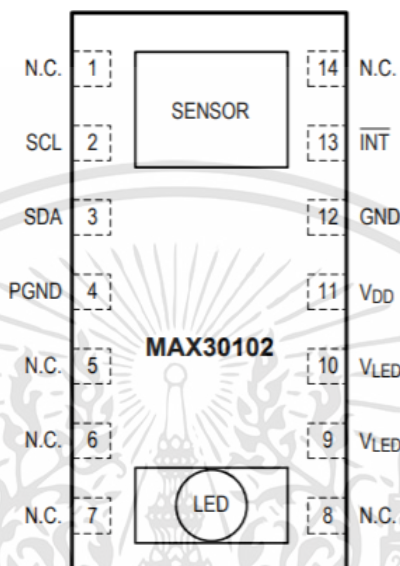 N.C. 1 14 N.C.
SENSOR
SCL 2 13 I̅N̅T̅
SDA 3 12 GND
PGND 4 11 VDD
MAX30102
N.C. 5 10 VLED
N.C. 6 9 VLED
LED
N.C. 7 8 N.C.